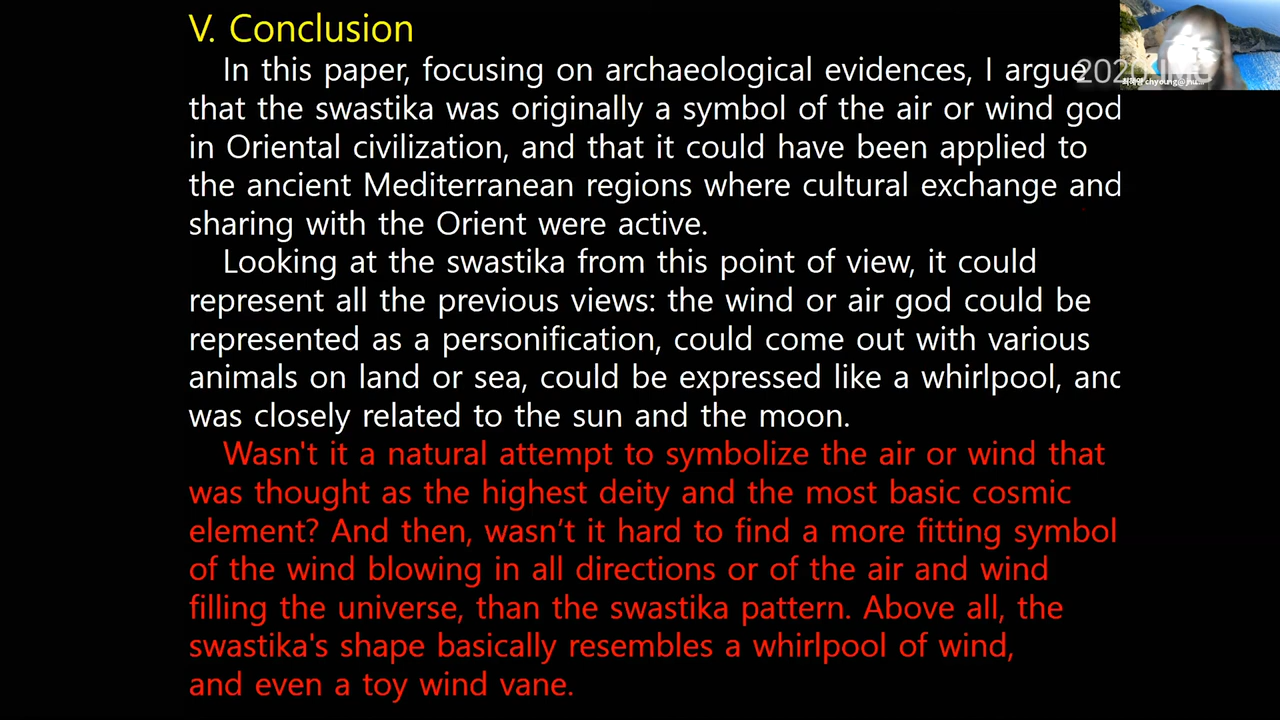 V. Conclusion
In this paper, focusing on archaeological evidences, I argue
that the swastika was originally a symbol of the air or wind god
in Oriental civilization, and that it could have been applied to
the ancient Mediterranean regions where cultural exchange and
sharing with the Orient were active.
Looking at the swastika from this point of view, it could
represent all the previous views: the wind or air god could be
represented as a personification, could come out with various
animals on land or sea, could be expressed like a whirlpool, and
was closely related to the sun and the moon.
Wasn't it a natural attempt to symbolize the air or wind that
was thought as the highest deity and the most basic cosmic
element? And then, wasn’t it hard to find a more fitting symbol
of the wind blowing in all directions or of the air and wind
filling the universe, than the swastika pattern. Above all, the
swastika's shape basically resembles a whirlpool of wind,
and even a toy wind vane.